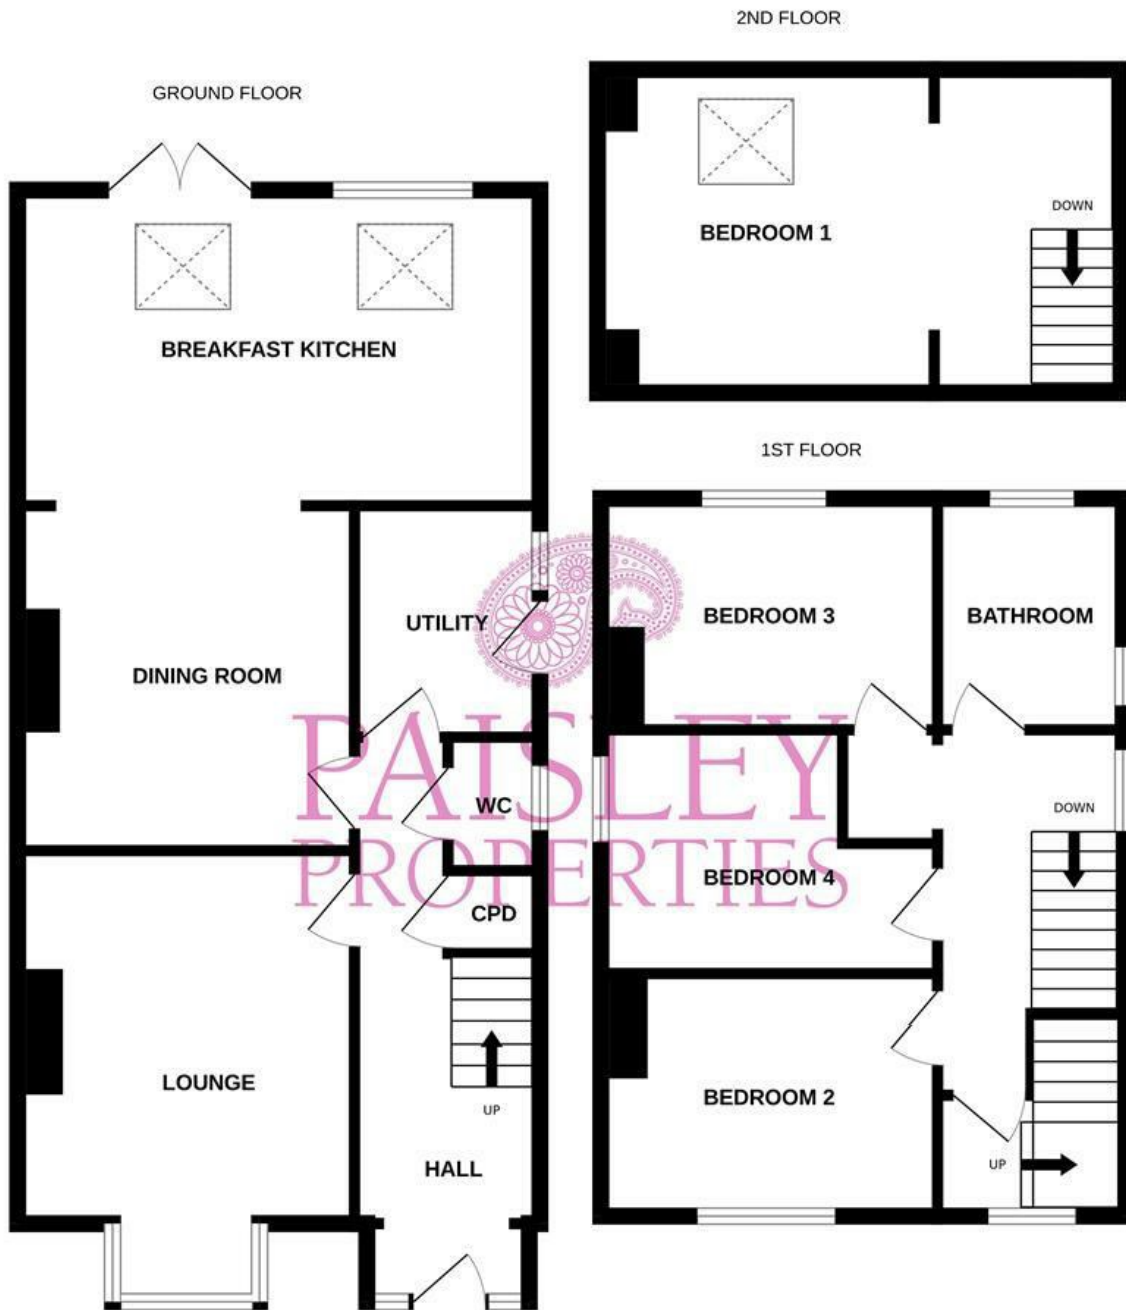 2ND FLOOR
GROUND FLOOR
DOWN
BEDROOM 1
BREAKFAST KITCHEN
1ST FLOOR
UTILITY
BEDROOM 3
BATHROOM
DINING ROOM
PAISLEY
PROPERTIES
WC
DOWN
BEDROOM 4
CPD
LOUNGE
UP
BEDROOM 2
HALL
UP